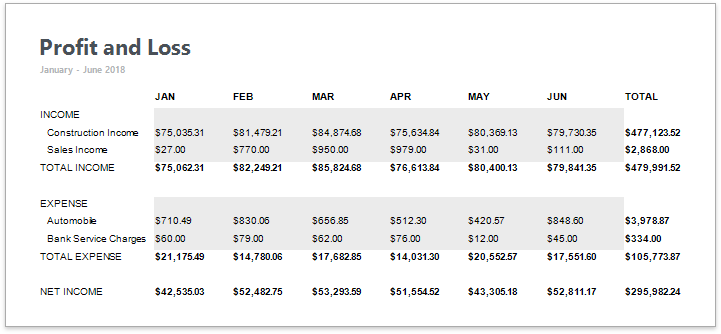 Profit and Loss
January - June 2018
JAN FEB MAR APR MAY JUN TOTAL
INCOME
Construction Income $75,035.31 $81,479.21 $84,874.68 $75,634.84 $80,369.13 $79,730.35 $477,123.52
Sales Income $27.00 $770.00 $950.00 $979.00 $31.00 $111.00 $2,868.00
TOTAL INCOME $75,062.31 $82,249.21 $85,824.68 $76,613.84 $80,400.13 $79,841.35 $479,991.52
EXPENSE
Automobile $710.49 $830.06 $656.85 $512.30 $420.57 $848.60 $3,978.87
Bank Service Charges $60.00 $79.00 $62.00 $76.00 $12.00 $45.00 $334.00
TOTAL EXPENSE $21,175.49 $14,780.06 $17,682.85 $14,031.30 $20,552.57 $17,551.60 $105,773.87
NET INCOME $42,535.03 $52,482.75 $53,293.59 $51,554.52 $43,305.18 $52,811.17 $295,982.24